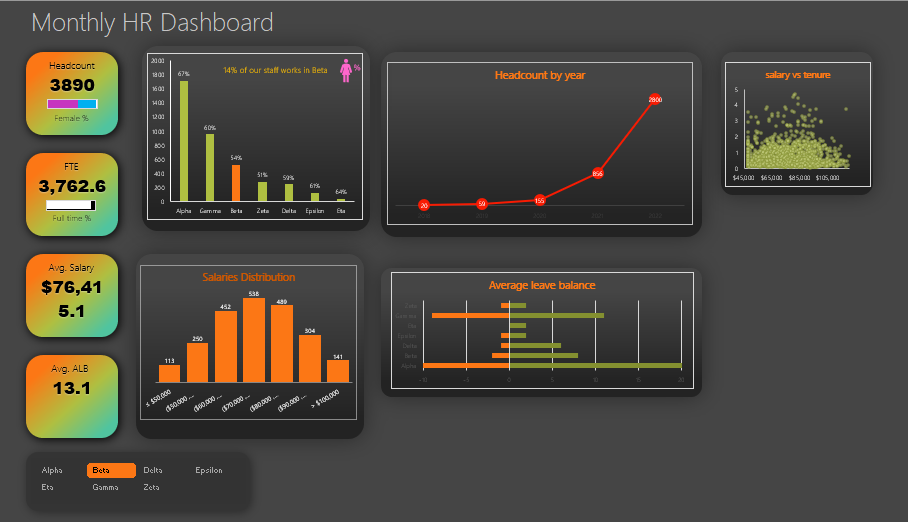 Monthly HR Dashboard
Headcount
3890
Female %
FTE
3,762.6
Full time %
Avg. Salary
$76,41
5.1
Avg. ALB
13.1
14% of our staff works in Beta
%
2000
1800
1600
1400
1200
1000
800
600
400
200
0
67%
60%
54%
51%
59%
61%
64%
Alpha Gamma Beta Zeta Delta Epsilon Eta
Headcount by year
20
59
155
856
2800
salary vs tenure
5
4
3
2
1
0
$45,000 $65,000 $85,000 $105,000
Salaries Distribution
113
250
452
538
489
304
141
≤ $50,000
($50,000 ...
($60,000 ...
($70,000 ...
($80,000 ...
($90,000 ...
> $100,000
Average leave balance
Zeta
Gamma
Eta
Epsilon
Delta
Beta
Alpha
-10 -5 0 5 10 15 20
Alpha Beta Delta Epsilon
Eta Gamma Zeta